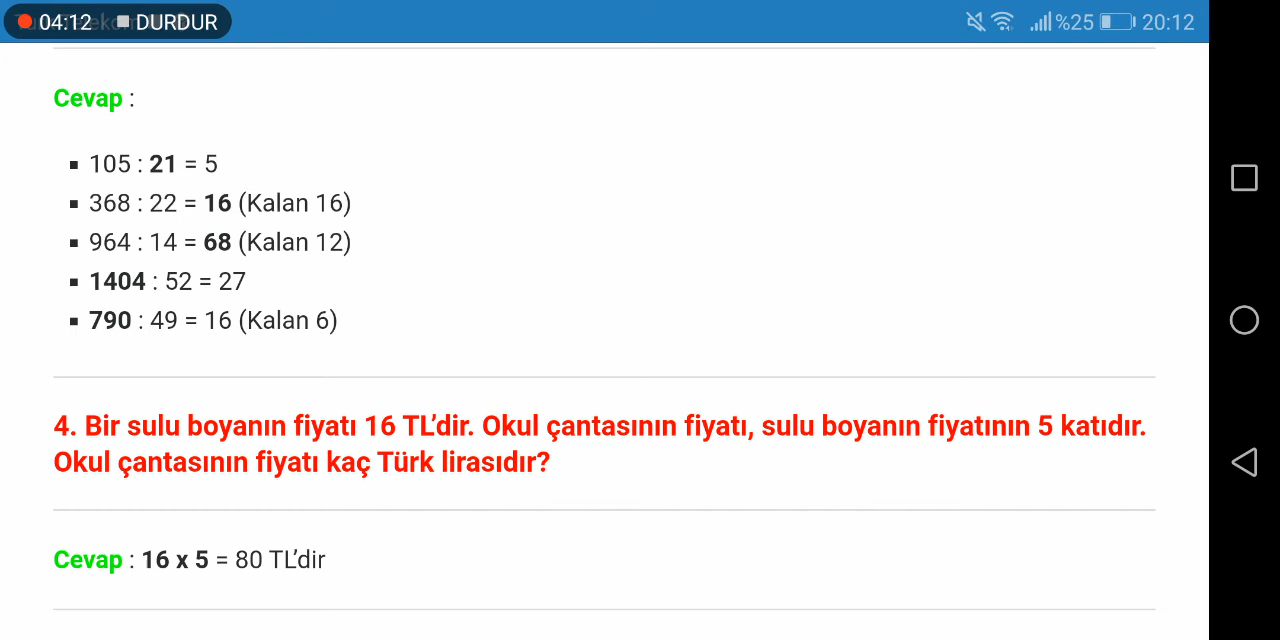 04:12 DURDUR %25 20:12
Cevap :
105 : 21 = 5
368 : 22 = 16 (Kalan 16)
964 : 14 = 68 (Kalan 12)
1404 : 52 = 27
790 : 49 = 16 (Kalan 6)
4. Bir sulu boyanın fiyatı 16 TL’dir. Okul çantasının fiyatı, sulu boyanın fiyatının 5 katıdır.
Okul çantasının fiyatı kaç Türk lirasıdır?
Cevap : 16 x 5 = 80 TL’dir